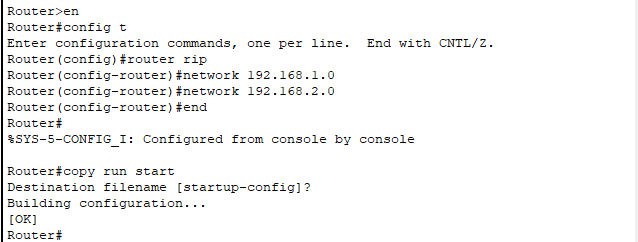 Router>en
Router#config t
Enter configuration commands, one per line.  End with CNTL/Z.
Router(config)#router rip
Router(config-router)#network 192.168.1.0
Router(config-router)#network 192.168.2.0
Router(config-router)#end
Router#
%SYS-5-CONFIG_I: Configured from console by console

Router#copy run start
Destination filename [startup-config]?
Building configuration...
[OK]
Router#